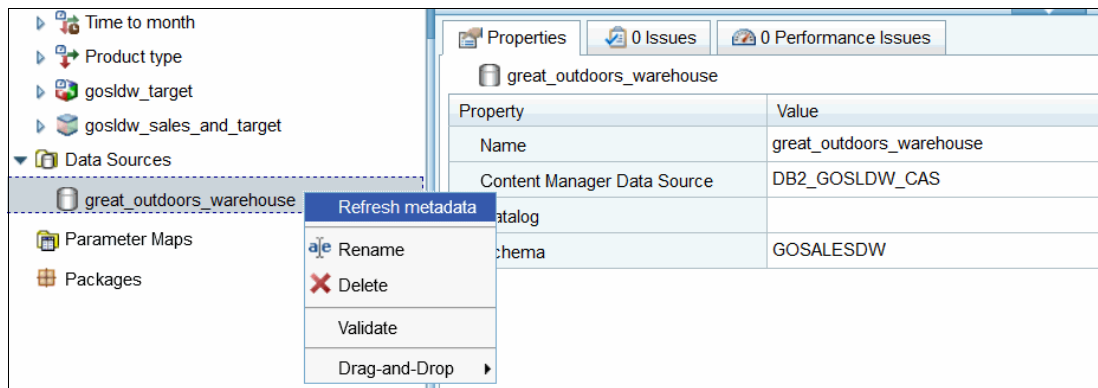 Time to month
Product type
gosldw_target
gosldw_sales_and_target
Data Sources
great_outdoors_warehouse
Parameter Maps
Packages
Refresh metadata
Rename
Delete
Validate
Drag-and-Drop
Properties
0 Issues
0 Performance Issues
great_outdoors_warehouse
Property Value
Name great_outdoors_warehouse
Content Manager Data Source DB2_GOSLDW_CAS
atalog
chema GOSALESDW